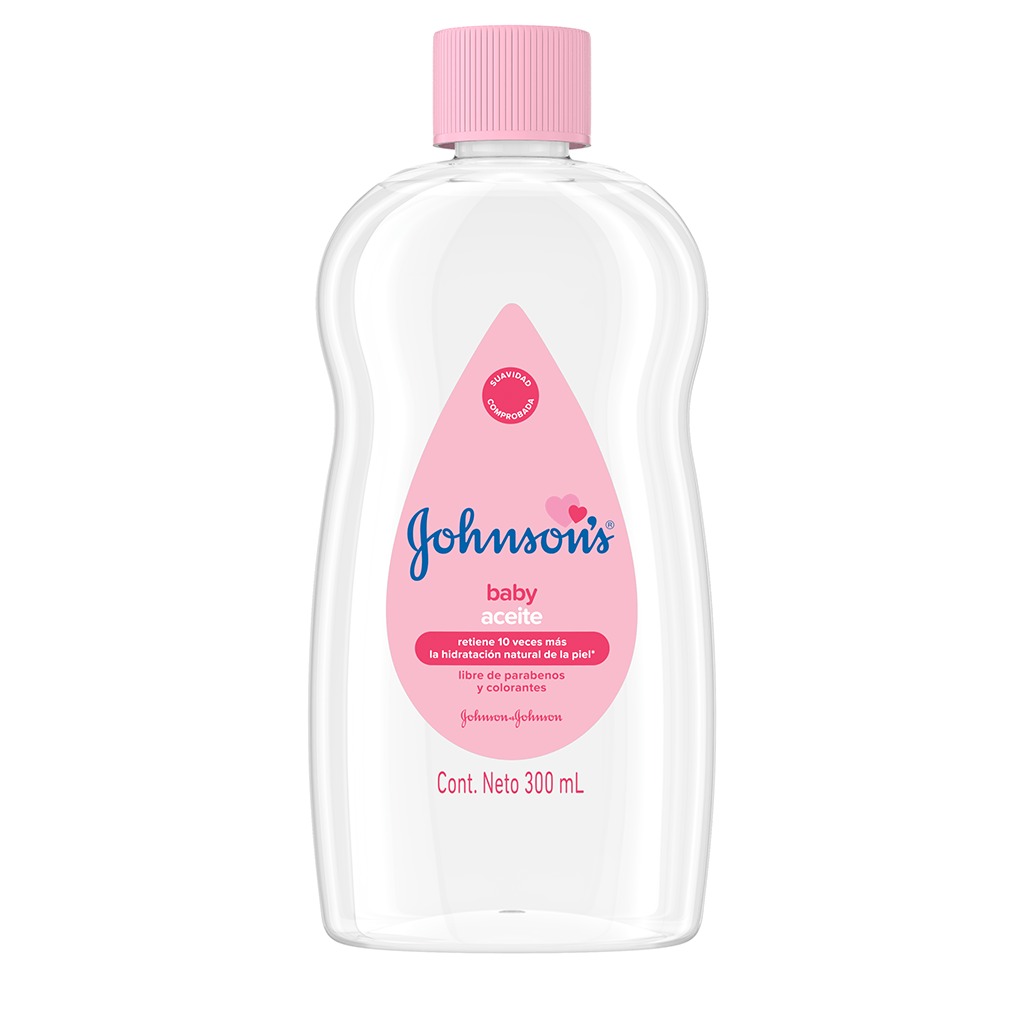 SUAVIDAD
COMPROBADA
Johnson's®
baby
aceite
retiene 10 veces más
la hidratación natural de la piel*
libre de parabenos
y colorantes
Johnson+Johnson
Cont. Neto 300 mL